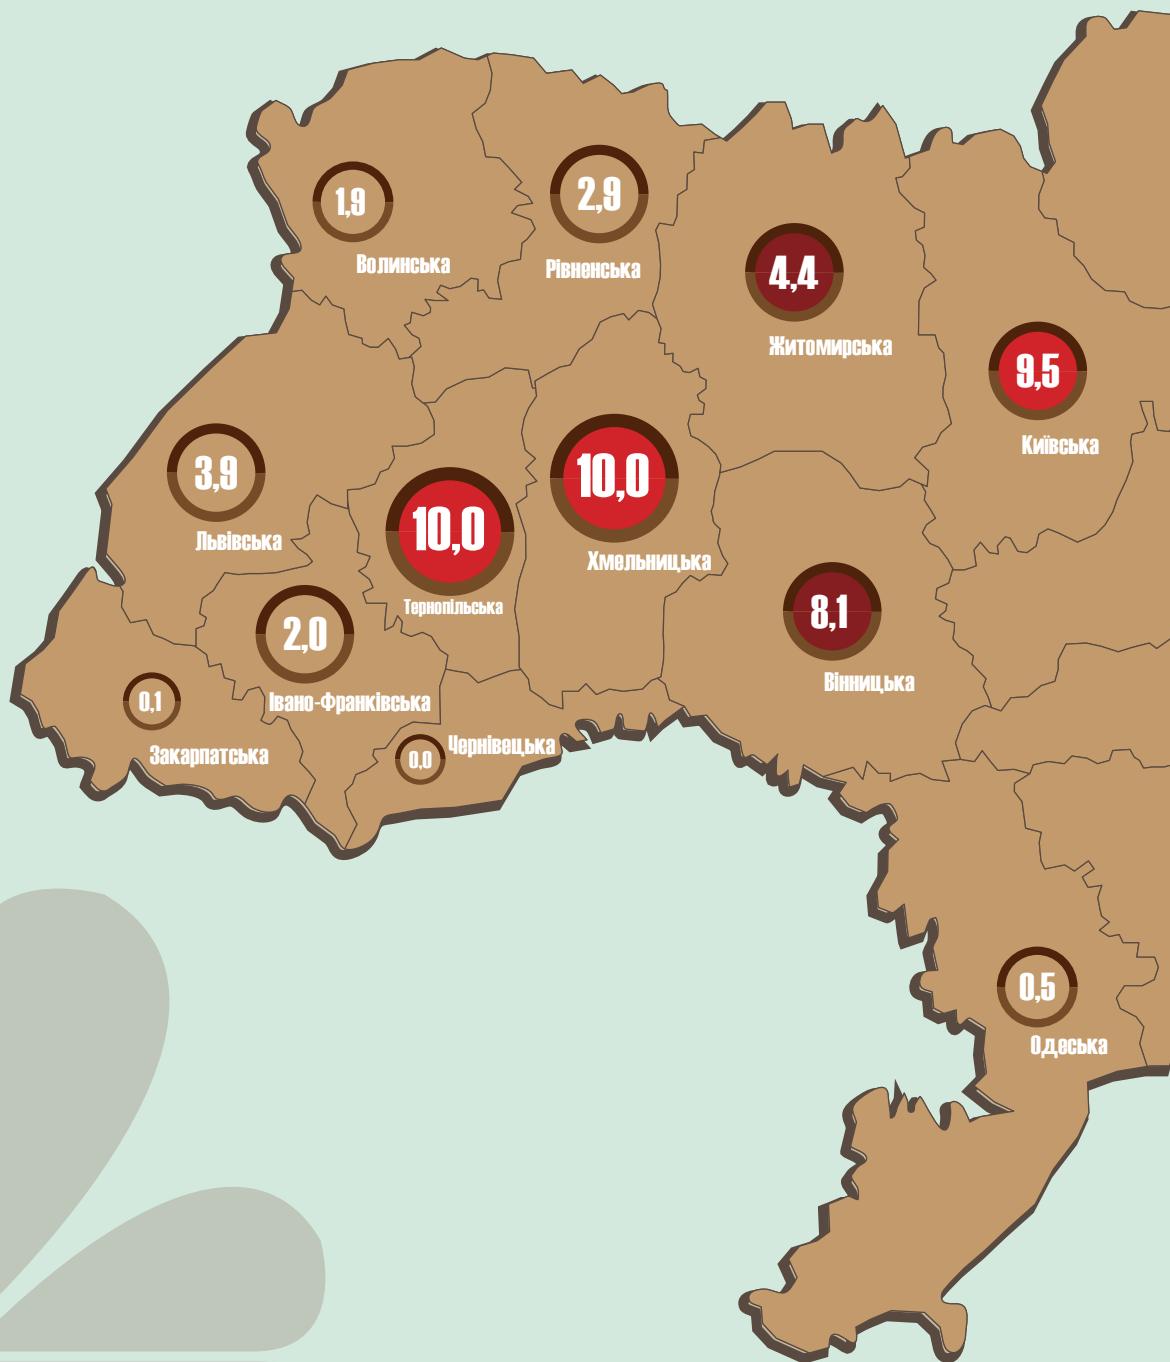 1,9
Волинська
2,9
Рівненська
4,4
Житомирська
9,5
Київська
3,9
Львівська
10,0
Тернопільська
10,0
Хмельницька
8,1
Вінницька
2,0
Івано-Франківська
0,1
Закарпатська
0,0
Чернівецька
0,5
Одеська